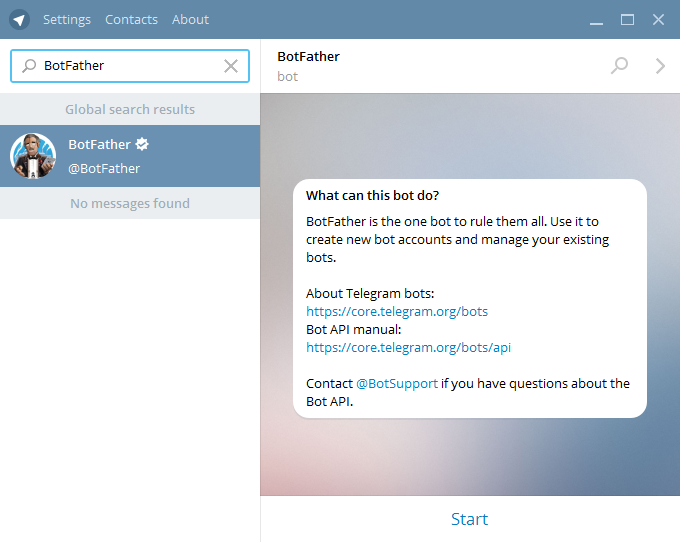 Settings Contacts About
BotFather
Global search results
BotFather
@BotFather
No messages found
BotFather
bot
What can this bot do?
BotFather is the one bot to rule them all. Use it to
create new bot accounts and manage your existing
bots.
About Telegram bots:
https://core.telegram.org/bots
Bot API manual:
https://core.telegram.org/bots/api
Contact @BotSupport if you have questions about the
Bot API.
Start